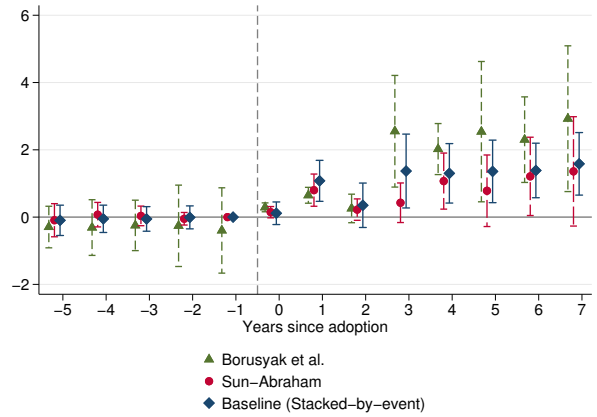 6
4
2
0
−2
−5 −4 −3 −2 −1 0 1 2 3 4 5 6 7
Years since adoption
Borusyak et al.
Sun−Abraham
Baseline (Stacked−by−event)